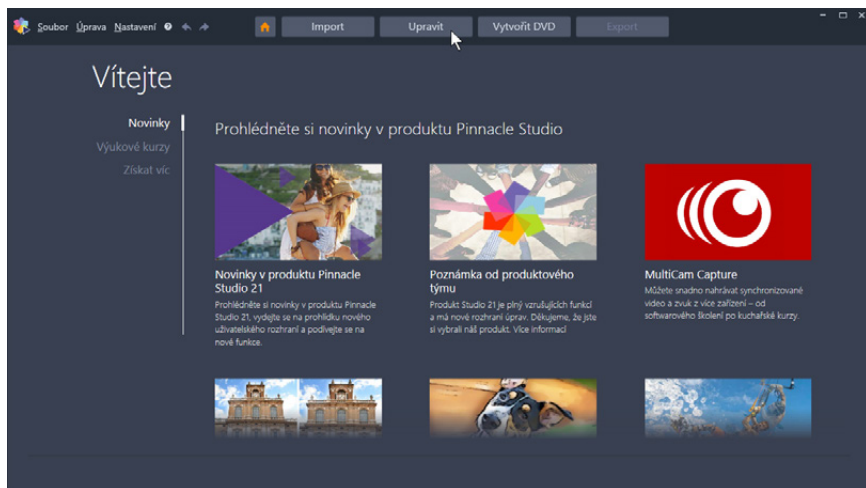 Soubor Úprava Nastavení
Import
Upravit
Vytvořit DVD
Export
Vítejte
Novinky
Výukové kurzy
Získat víc
Prohlédněte si novinky v produktu Pinnacle Studio
Novinky v produktu Pinnacle
Studio 21
Prohlédněte si novinky v produktu Pinnacle
Studio 21, vydejte se na prohlídku nového
uživatelského rozhraní a podívejte se na
nové funkce.
Poznámka od produktového
týmu
Produkt Studio 21 je plný vzrušujících funkcí
a má nové rozhraní úprav. Děkujeme, že jste
si vybrali náš produkt. Více informací
MultiCam Capture
Můžete snadno nahrávat synchronizované
video a zvuk z více zařízení – od
softwarového školení po kuchařské kurzy.